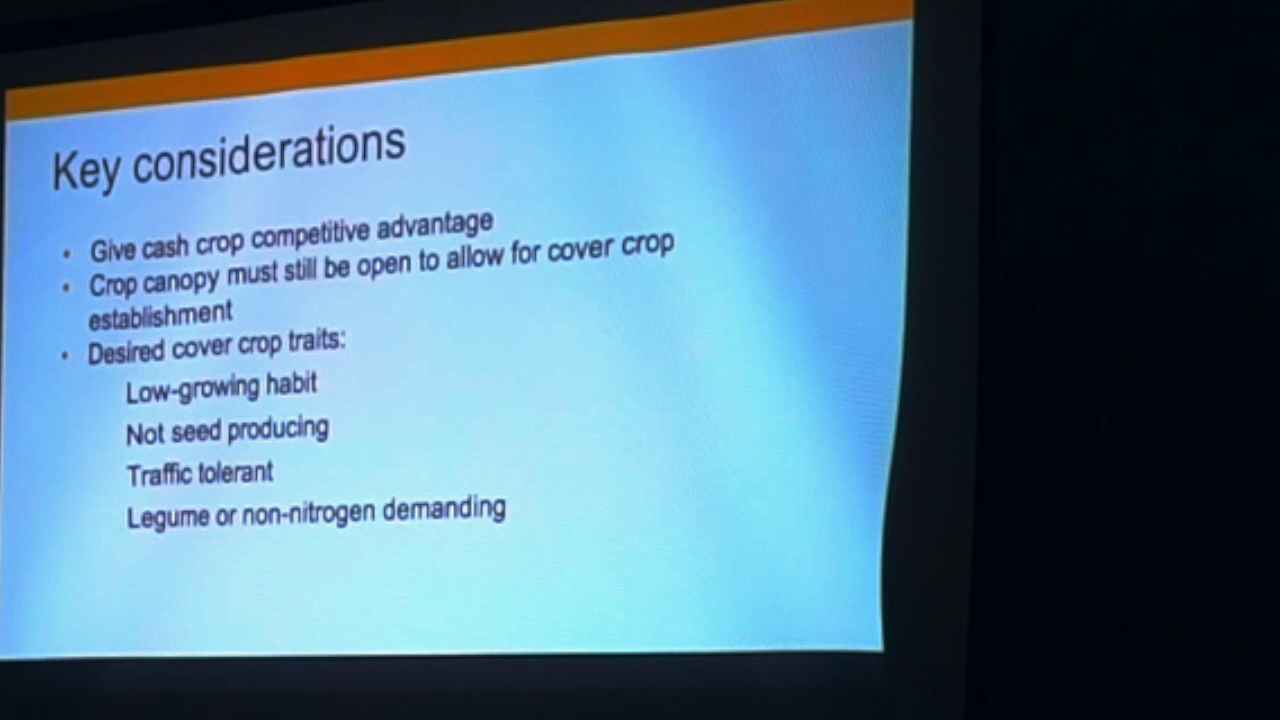 Key considerations
• Give cash crop competitive advantage
• Crop canopy must still be open to allow for cover crop
establishment
• Desired cover crop traits:
Low-growing habit
Not seed producing
Traffic tolerant
Legume or non-nitrogen demanding